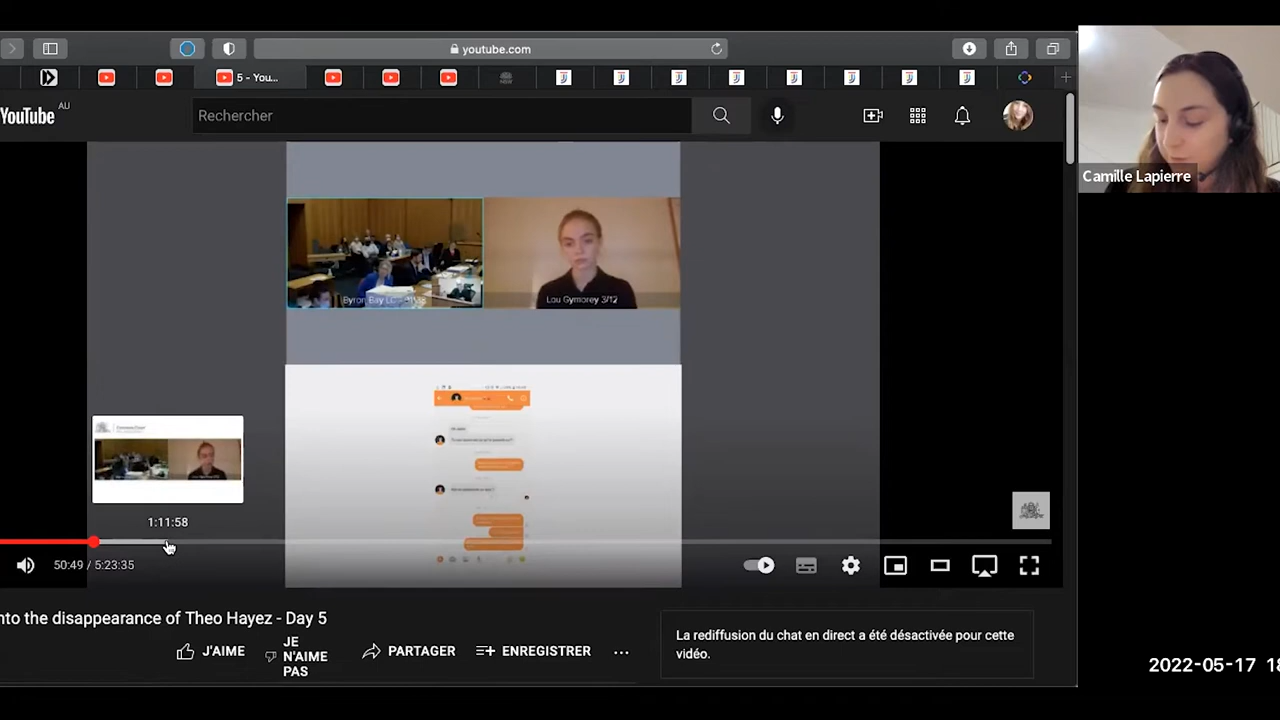 youtube.com
5 - You...
YouTube AU
Rechercher
Camille Lapierre
Lou Gymorey 3/12
1:11:58
50:49 / 5:23:35
nto the disappearance of Theo Hayez - Day 5
J'AIME
JE
N'AIME
PAS
PARTAGER
ENREGISTRER
La rediffusion du chat en direct a été désactivée pour cette
vidéo.
2022-05-17 18